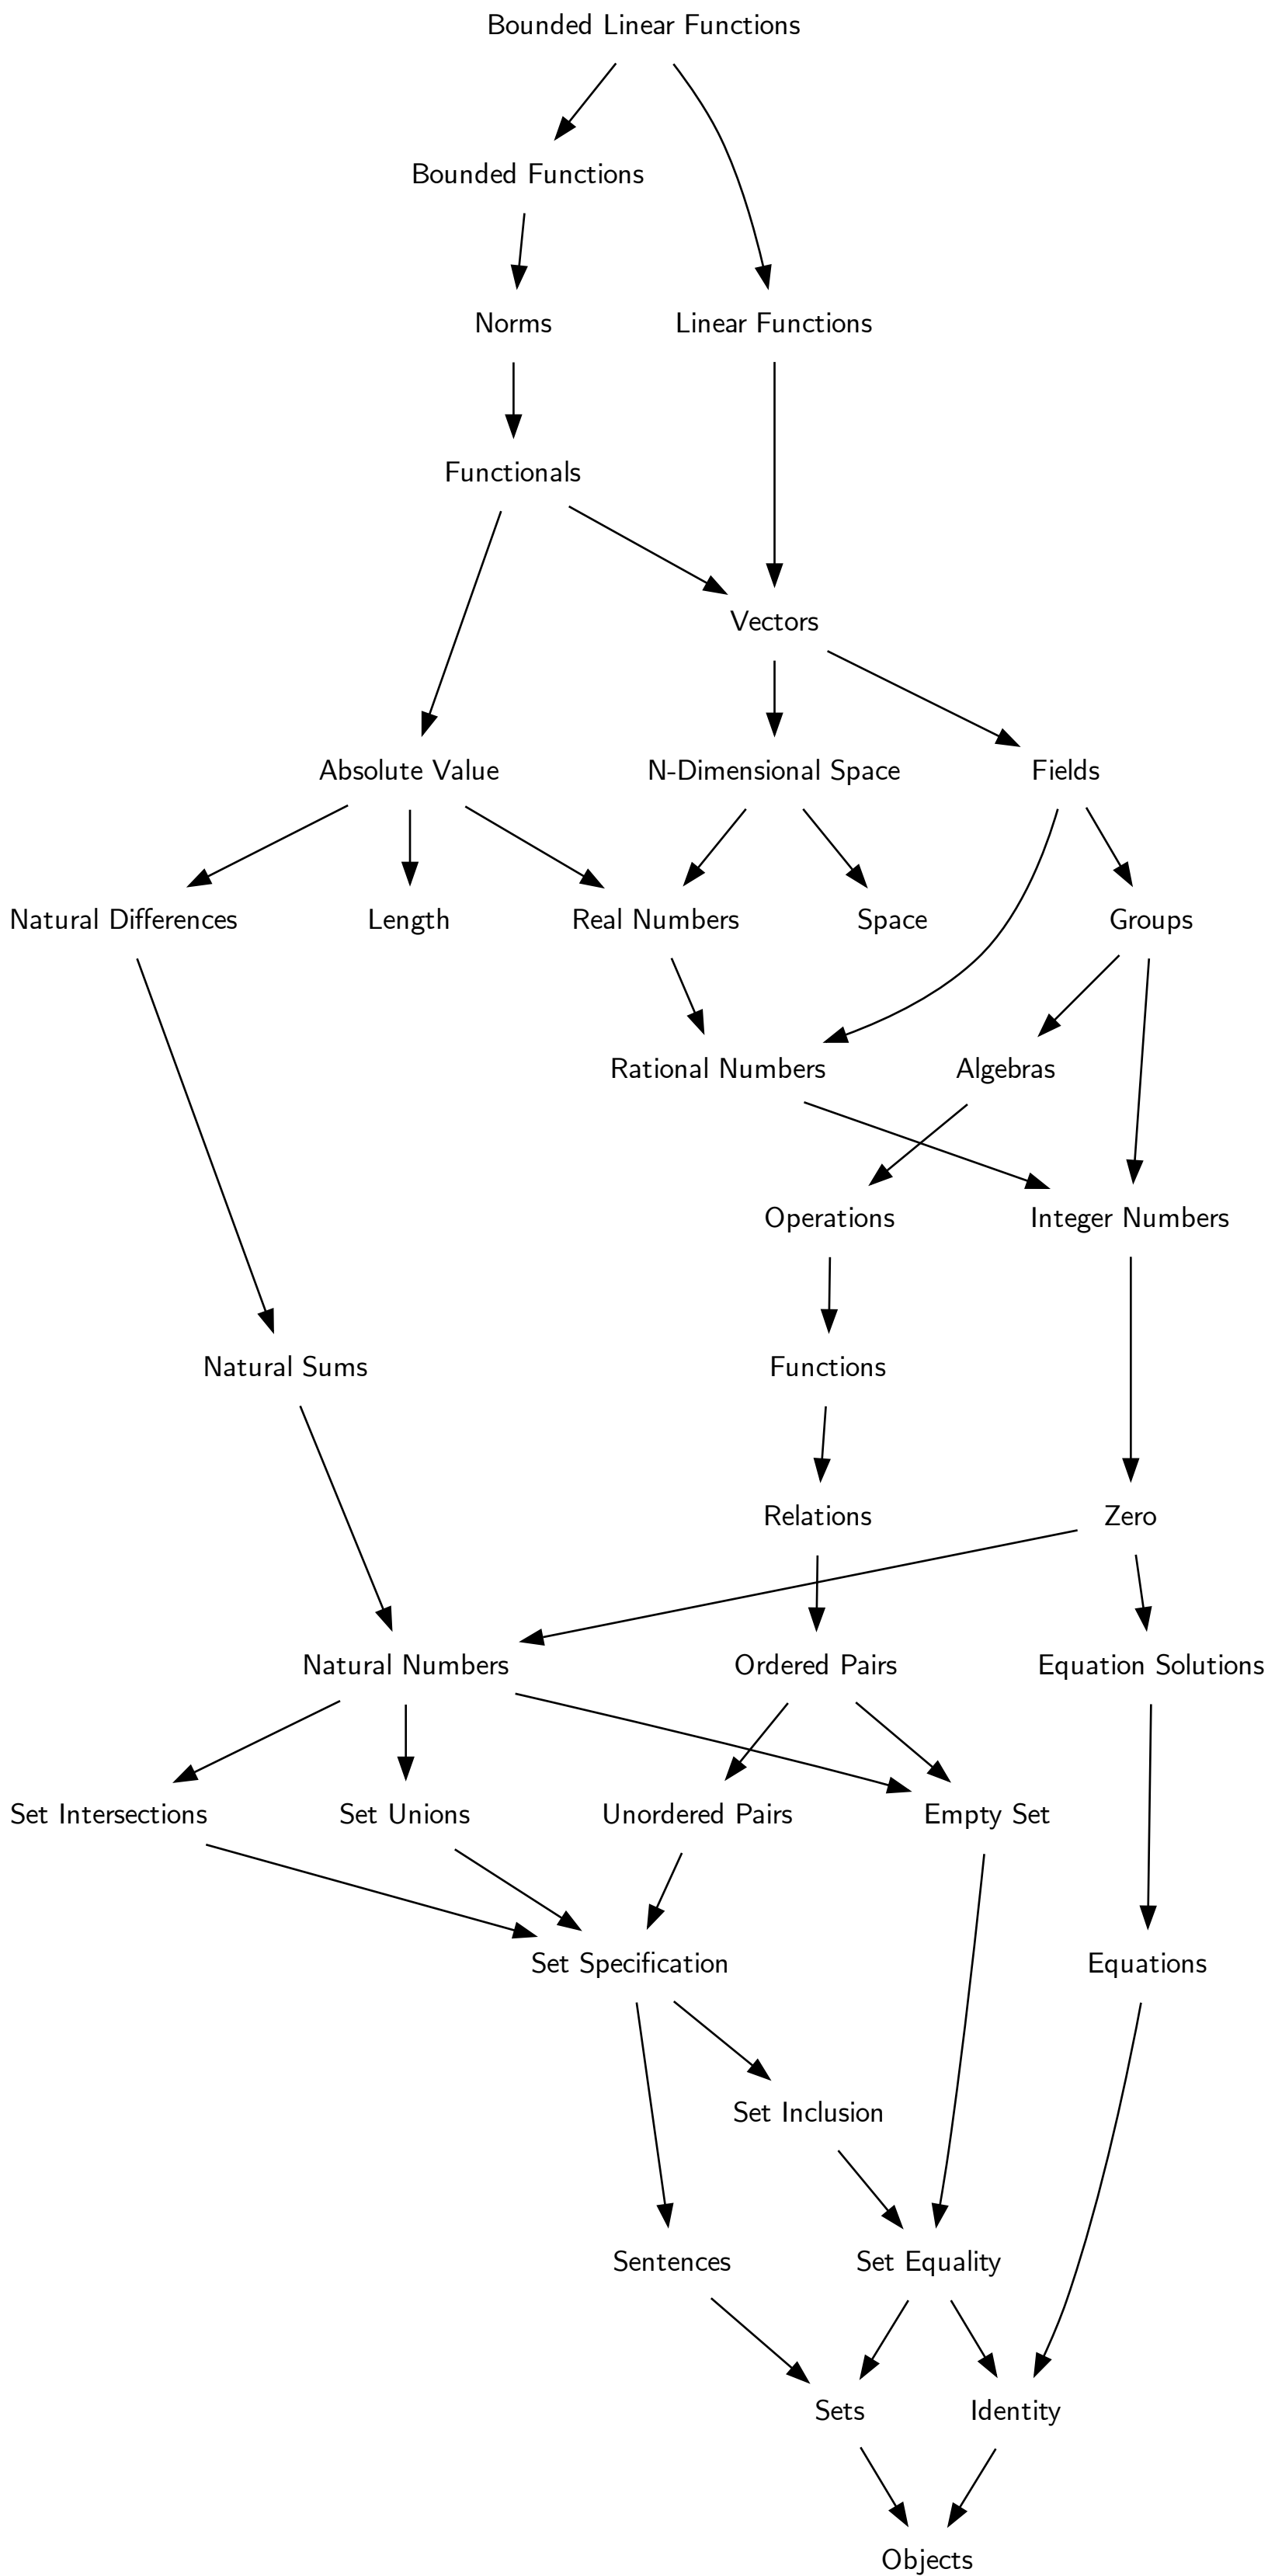 Bounded Linear Functions
Bounded Functions
Norms
Linear Functions
Functionals
Vectors
Absolute Value
N-Dimensional Space
Fields
Natural Differences
Length
Real Numbers
Space
Groups
Rational Numbers
Algebras
Operations
Integer Numbers
Natural Sums
Functions
Relations
Zero
Natural Numbers
Ordered Pairs
Equation Solutions
Set Intersections
Set Unions
Unordered Pairs
Empty Set
Set Specification
Equations
Set Inclusion
Sentences
Set Equality
Sets
Identity
Objects